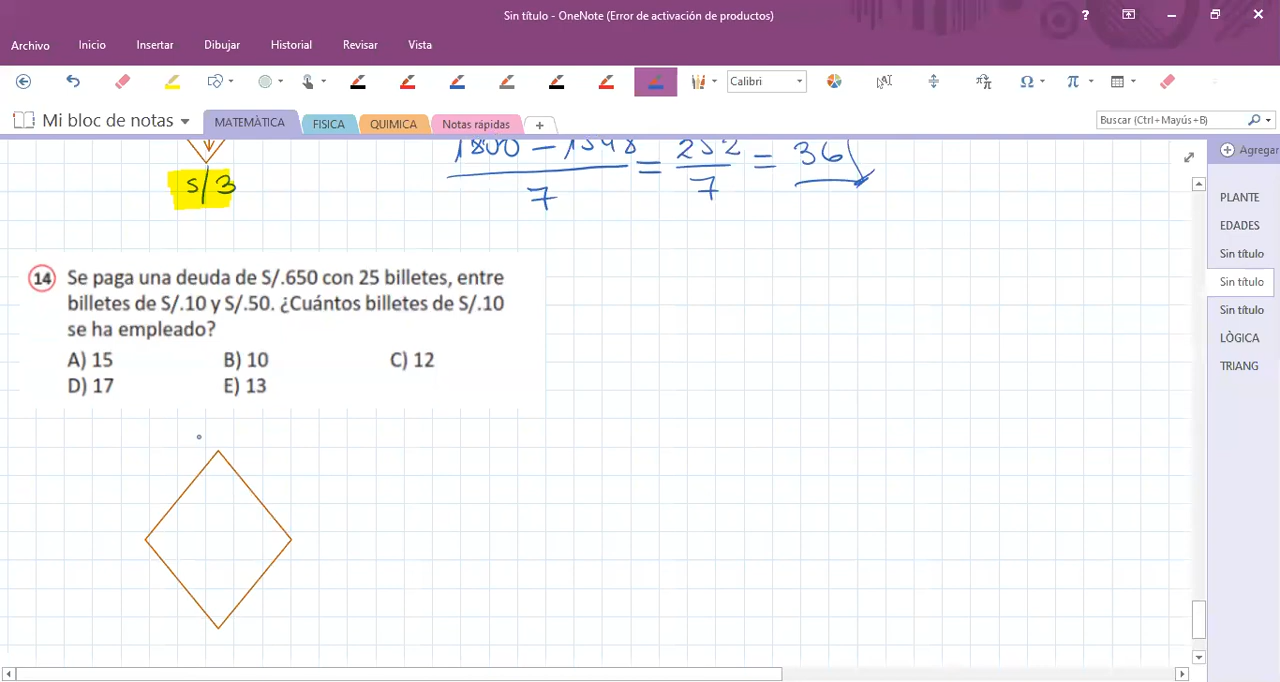 Sin título - OneNote (Error de activación de productos)
?
Archivo Inicio Insertar Dibujar Historial Revisar Vista
Calibri
Mi bloc de notas MATEMÀTICA FISICA QUIMICA Notas rápidas + Buscar (Ctrl+Mayús+B)
Agregar
1800 - 1548 = 252 = 36
7 7
S/3
PLANTE
EDADES
Sin título
Sin título
Sin título
LÒGICA
TRIANG
14 Se paga una deuda de S/.650 con 25 billetes, entre
billetes de S/.10 y S/.50. ¿Cuántos billetes de S/.10
se ha empleado?
A) 15 B) 10 C) 12
D) 17 E) 13